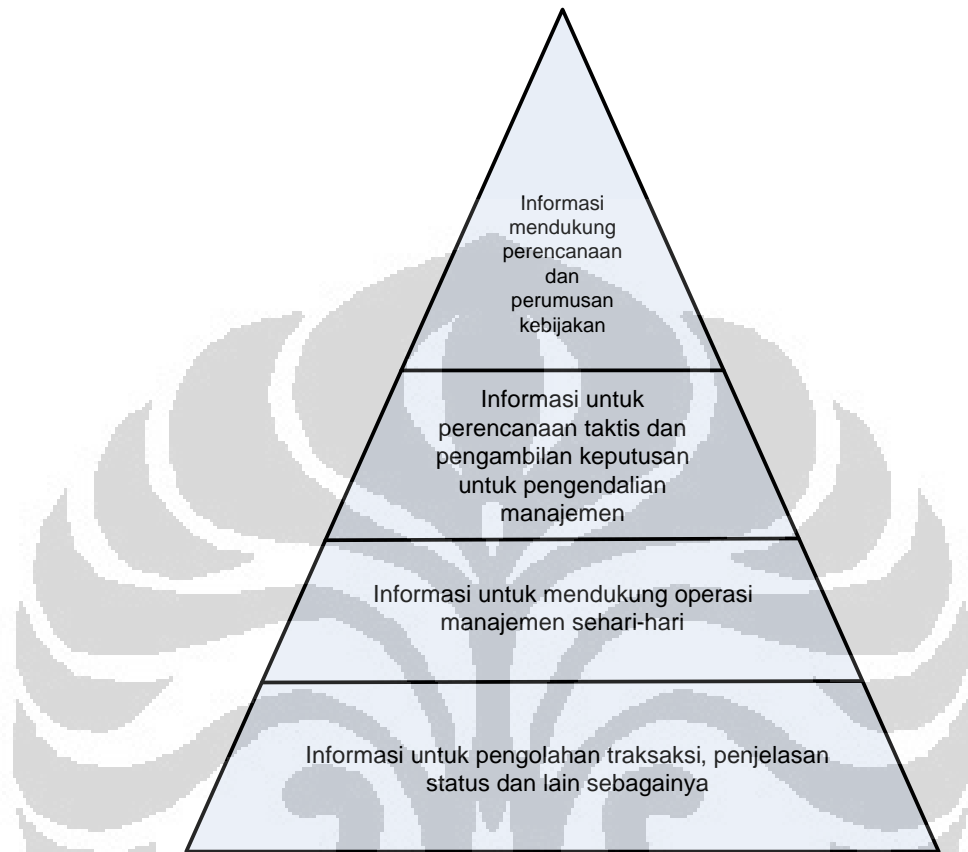 Informasi
mendukung
perencanaan
dan
perumusan
kebijakan
Informasi untuk
perencanaan taktis dan
pengambilan keputusan
untuk pengendalian
manajemen
Informasi untuk mendukung operasi
manajemen sehari-hari
Informasi untuk pengolahan traksaksi, penjelasan
status dan lain sebagainya